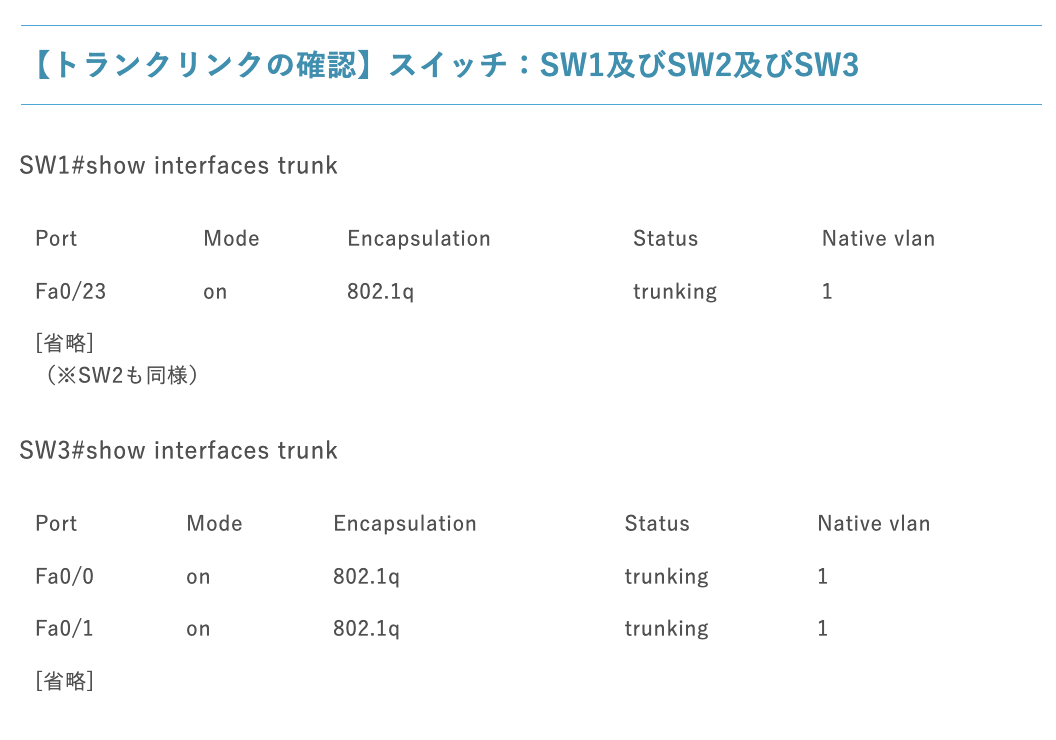 【トランクリンクの確認】スイッチ：SW1及びSW2及びSW3
SW1#show interfaces trunk
Port Mode Encapsulation Status Native vlan
Fa0/23 on 802.1q trunking 1
[省略]
（※SW2も同様）
SW3#show interfaces trunk
Port Mode Encapsulation Status Native vlan
Fa0/0 on 802.1q trunking 1
Fa0/1 on 802.1q trunking 1
[省略]